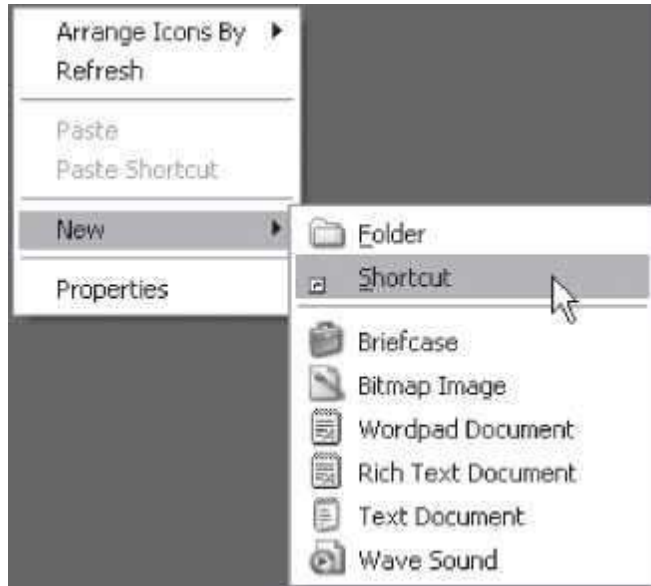 Arrange Icons By
Refresh
Paste
Paste Shortcut
New
Properties
Folder
Shortcut
Briefcase
Bitmap Image
Wordpad Document
Rich Text Document
Text Document
Wave Sound